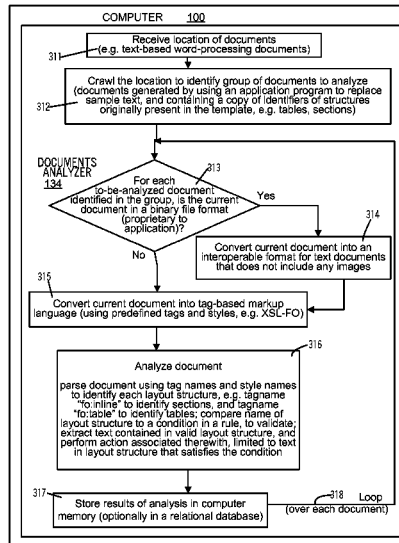 COMPUTER 100
Receive location of documents
(e.g. text-based word-processing documents)
311
Crawl the location to identify group of documents to analyze
(documents generated by using an application program to replace
sample text, and containing a copy of identifiers of structures
originally present in the template, e.g. tables, sections)
312
DOCUMENTS
ANALYZER
134
313
For each
to-be-analyzed document
identified in the group, is the current
document in a binary file format
(proprietary to
application)?
Yes
No
314
Convert current document into an
interoperable format for text documents
that does not include any images
315
Convert current document into tag-based markup
language (using predefined tags and styles, e.g. XSL-FO)
316
Analyze document
parse document using tag names and style names
to identify each layout structure, e.g. tagname
"fo:inline" to identify sections, and tagname
"fo:table" to identify tables; compare name of
layout structure to a condition in a rule, to validate;
extract text contained in valid layout structure, and
perform action associated therewith, limited to text
in layout structure that satisfies the condition
317
Store results of analysis in computer
memory (optionally in a relational database)
318
Loop
(over each document)